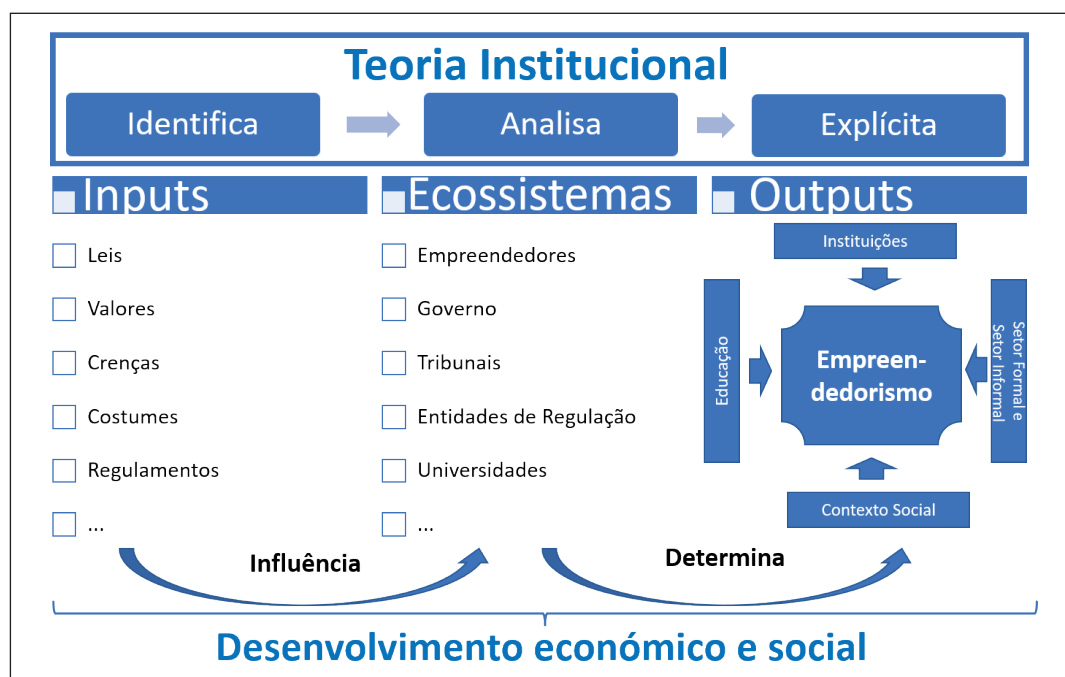 Teoria Institucional
Identifica
Analisa
Explícita
Inputs
Leis
Valores
Crenças
Costumes
Regulamentos
...
Ecossistemas
Empreendedores
Governo
Tribunais
Entidades de Regulação
Universidades
...
Outputs
Instituições
Educação
Empreen-
dedorismo
Setor Formal e
Setor Informal
Contexto Social
Influência
Determina
Desenvolvimento económico e social